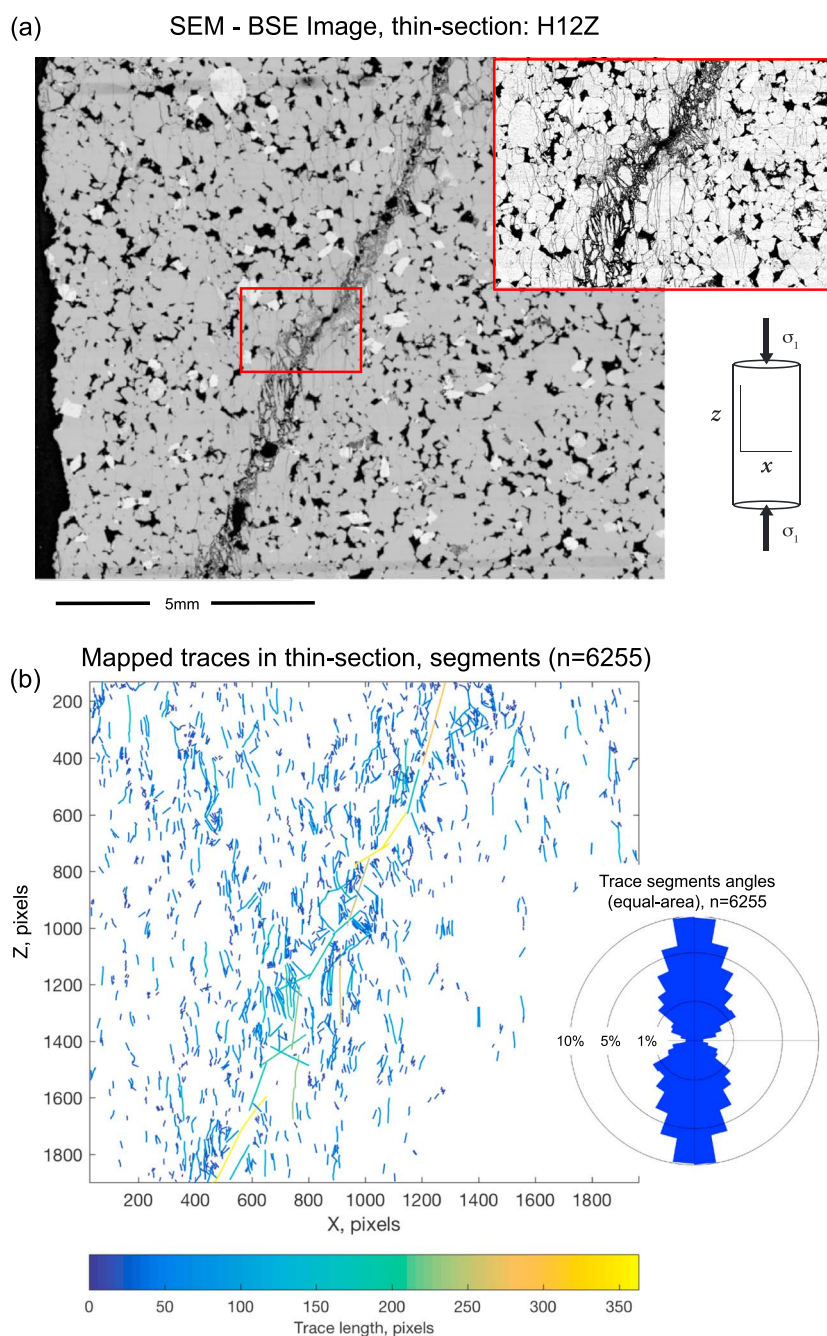 (a)
SEM - BSE Image, thin-section: H12Z
σ1
z
x
σ1
5mm
Mapped traces in thin-section, segments (n=6255)
(b)
200
400
600
800
1000
1200
1400
1600
1800
Z, pixels
200 400 600 800 1000 1200 1400 1600 1800
X, pixels
Trace segments angles
(equal-area), n=6255
10% 5% 1%
0 50 100 150 200 250 300 350
Trace length, pixels